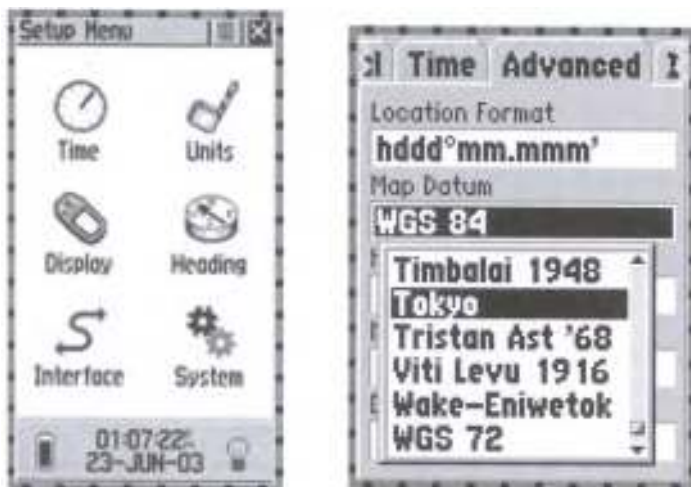 Setup Menu
Time
Units
Display
Heading
Interface
System
01:07:22
23-JUN-03
Time
Advanced
Location Format
hddd°mm.mmm'
Map Datum
WGS 84
Timbalai 1948
Tokyo
Tristan Ast '68
Viti Levu 1916
Wake-Eniwetok
WGS 72